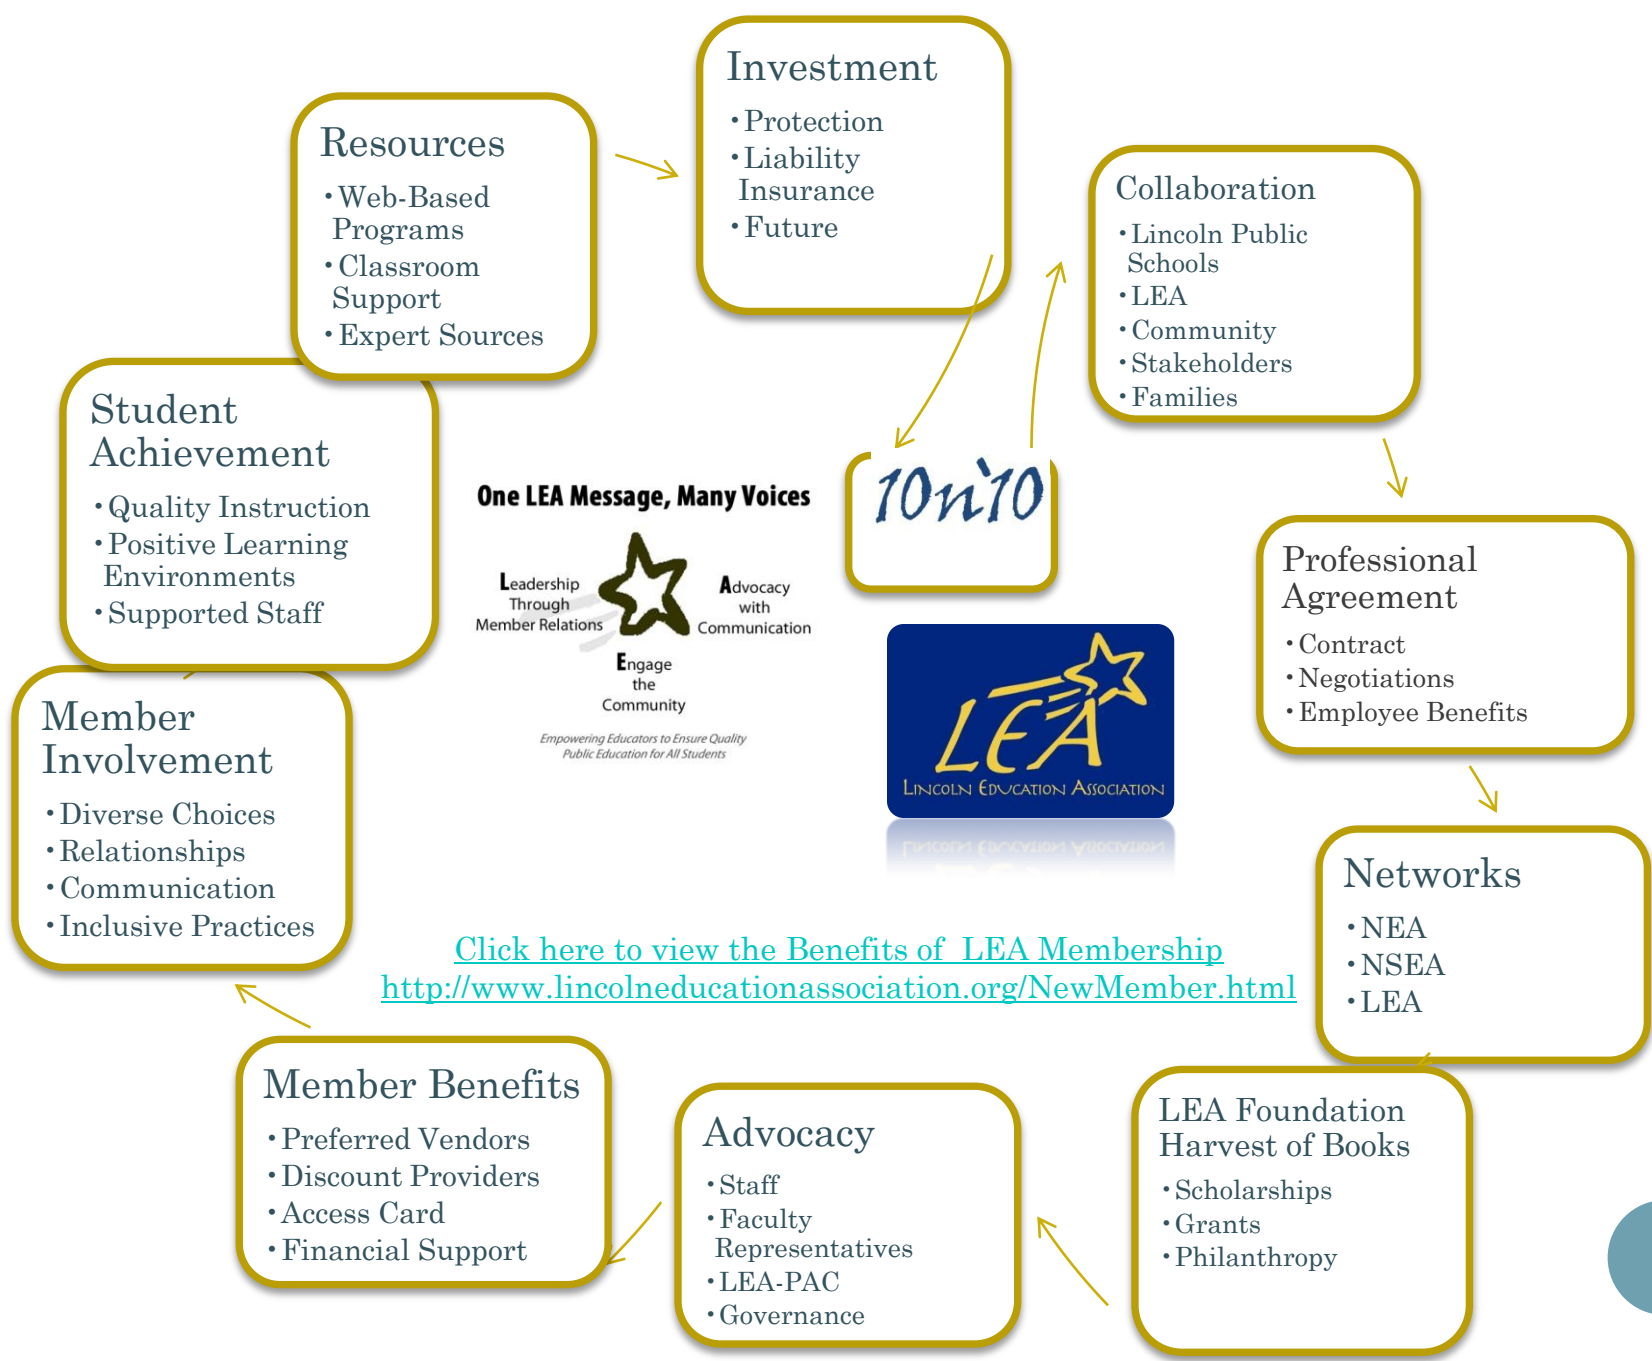 Investment
•Protection
•Liability
Insurance
•Future
Resources
•Web-Based
Programs
•Classroom
Support
•Expert Sources
Collaboration
•Lincoln Public
Schools
•LEA
•Community
•Stakeholders
•Families
Student
Achievement
•Quality Instruction
•Positive Learning
Environments
•Supported Staff
One LEA Message, Many Voices
Leadership
Through
Member Relations
Advocacy
with
Communication
Engage
the
Community
Empowering Educators to Ensure Quality
Public Education for All Students
10n'10
LEA
LINCOLN EDUCATION ASSOCIATION
Professional
Agreement
•Contract
•Negotiations
•Employee Benefits
Member
Involvement
•Diverse Choices
•Relationships
•Communication
•Inclusive Practices
Networks
•NEA
•NSEA
•LEA
Click here to view the Benefits of  LEA Membership
http://www.lincolneducationassociation.org/NewMember.html
Member Benefits
•Preferred Vendors
•Discount Providers
•Access Card
•Financial Support
Advocacy
•Staff
•Faculty
Representatives
•LEA-PAC
•Governance
LEA Foundation
Harvest of Books
•Scholarships
•Grants
•Philanthropy